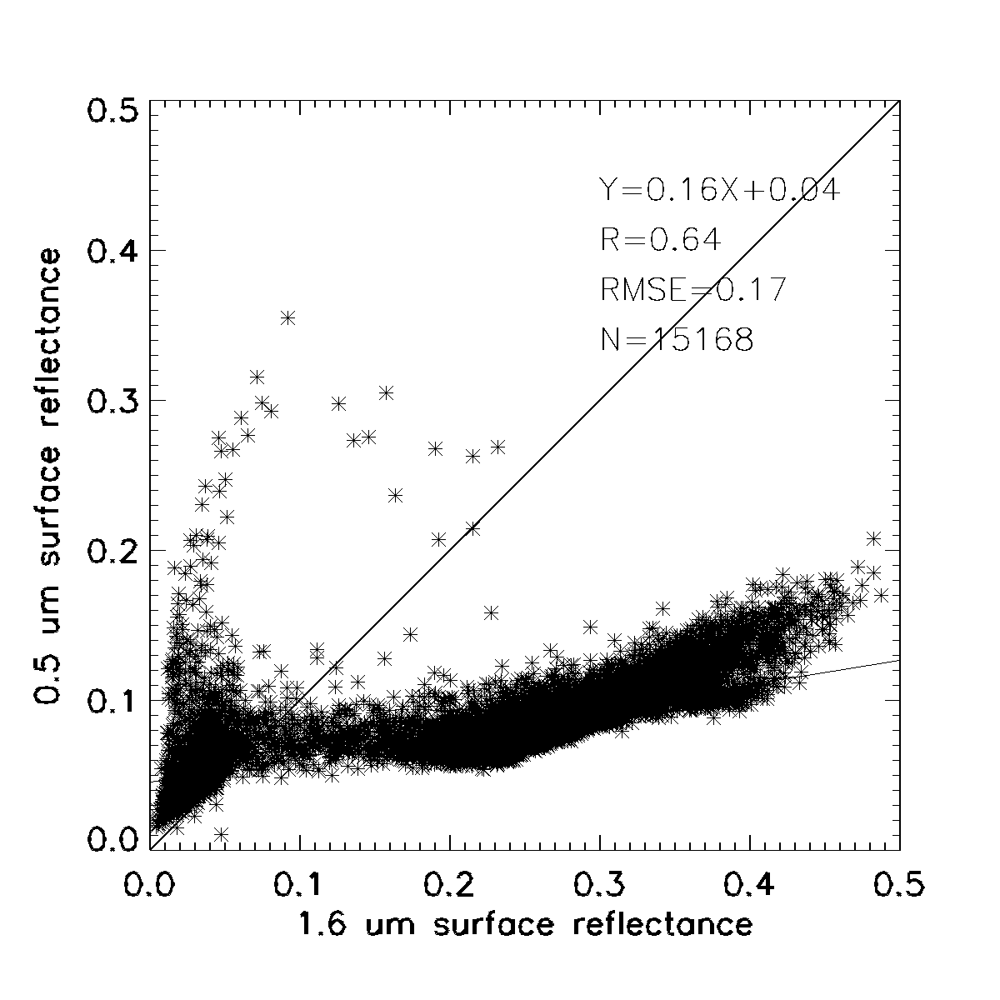 0.5
Y=0.16X+0.04
R=0.64
0.4
RMSE=0.17
N=15168
0.3
0.2
0.1
0.0
0.5 um surface reflectance
0.0 0.1 0.2 0.3 0.4 0.5
1.6 um surface reflectance